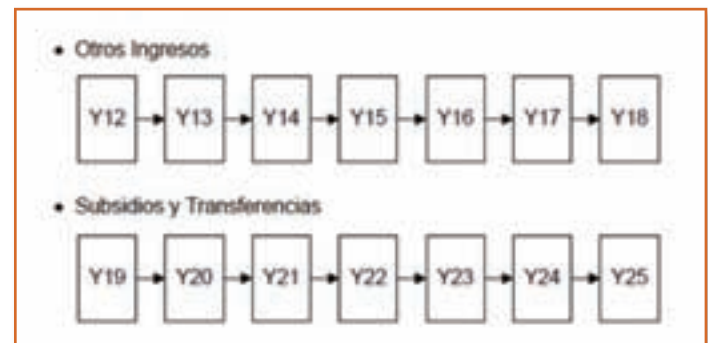 • Otros Ingresos
Y12 Y13 Y14 Y15 Y16 Y17 Y18
• Subsidios y Transferencias
Y19 Y20 Y21 Y22 Y23 Y24 Y25